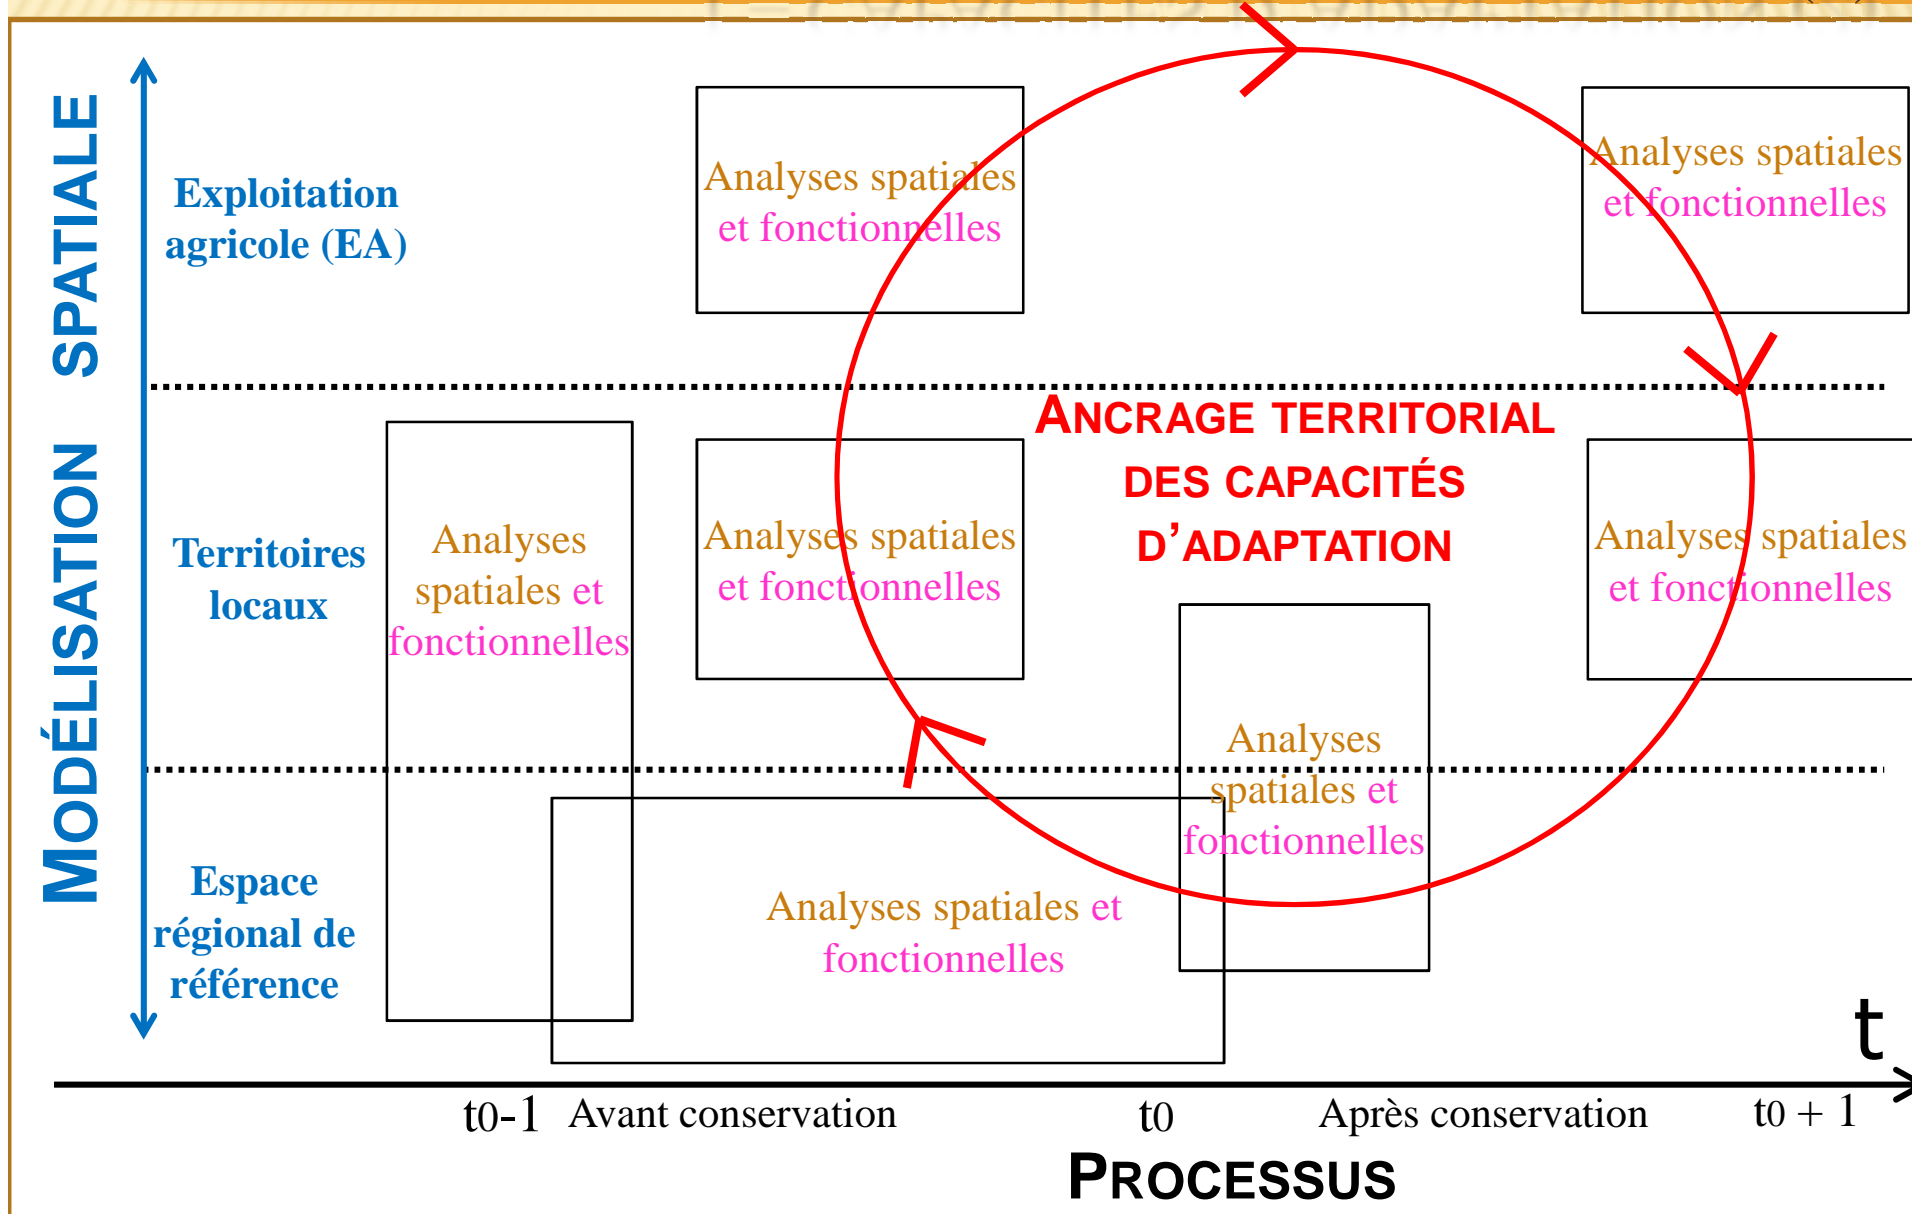 MODÉLISATION SPATIALE
Exploitation
agricole (EA)
Analyses spatiales
et fonctionnelles
Analyses spatiales
et fonctionnelles
ANCRAGE TERRITORIAL
DES CAPACITÉS
D’ADAPTATION
Territoires
locaux
Analyses
spatiales et
fonctionnelles
Analyses spatiales
et fonctionnelles
Analyses spatiales
et fonctionnelles
Analyses
spatiales et
fonctionnelles
Espace
régional de
référence
Analyses spatiales et
fonctionnelles
t
t0-1 Avant conservation t0 Après conservation t0 + 1
PROCESSUS